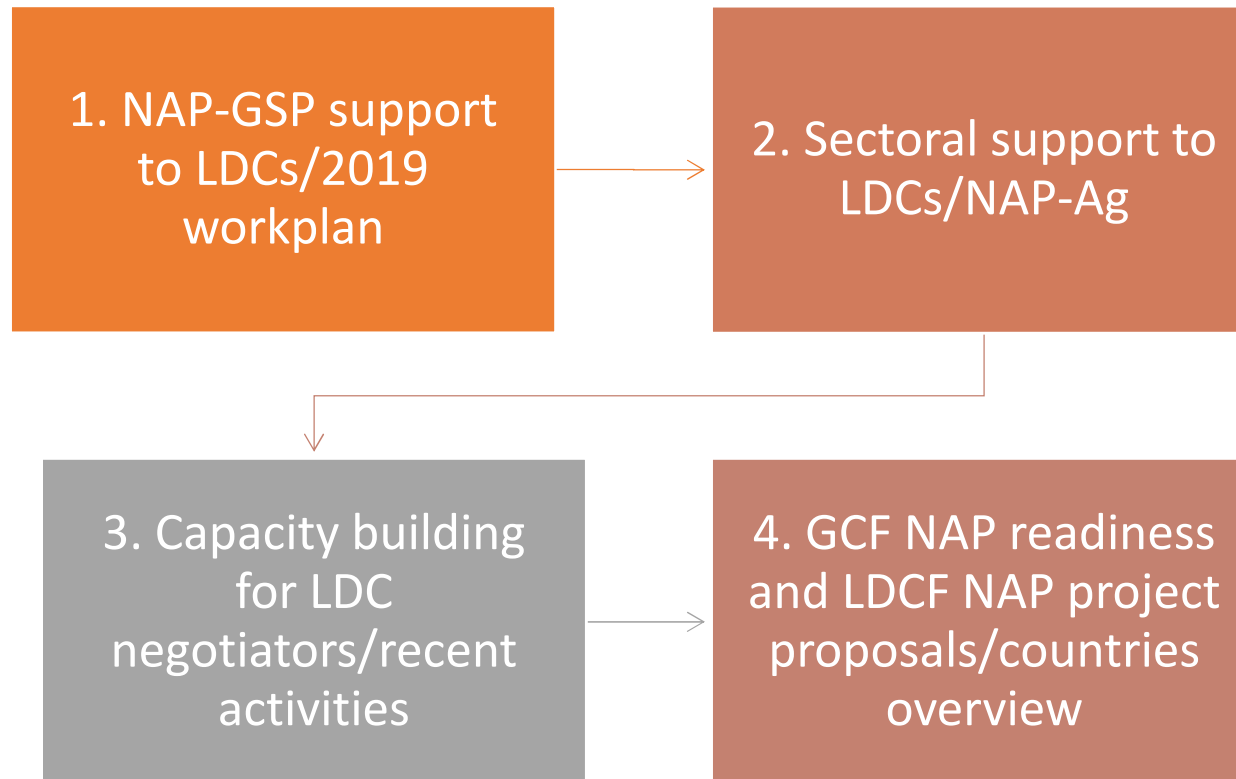 1. NAP-GSP support
to LDCs/2019
workplan
2. Sectoral support to
LDCs/NAP-Ag
3. Capacity building
for LDC
negotiators/recent
activities
4. GCF NAP readiness
and LDCF NAP project
proposals/countries
overview